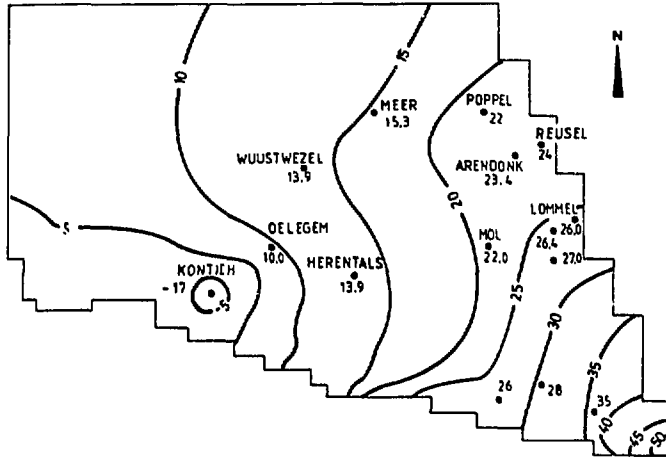 N
10
15
MEER
15,3
POPPEL
22
REUSEL
24
WUUSTWEZEL
13.9
ARENDONK
23.4
20
5
OELEGEM
10,0
LOMMEL
26,0
26,4
27,0
MOL
22,0
KONTICH
-17
-5
HERENTALS
13.9
25
30
35
26
28
35
40
45
50